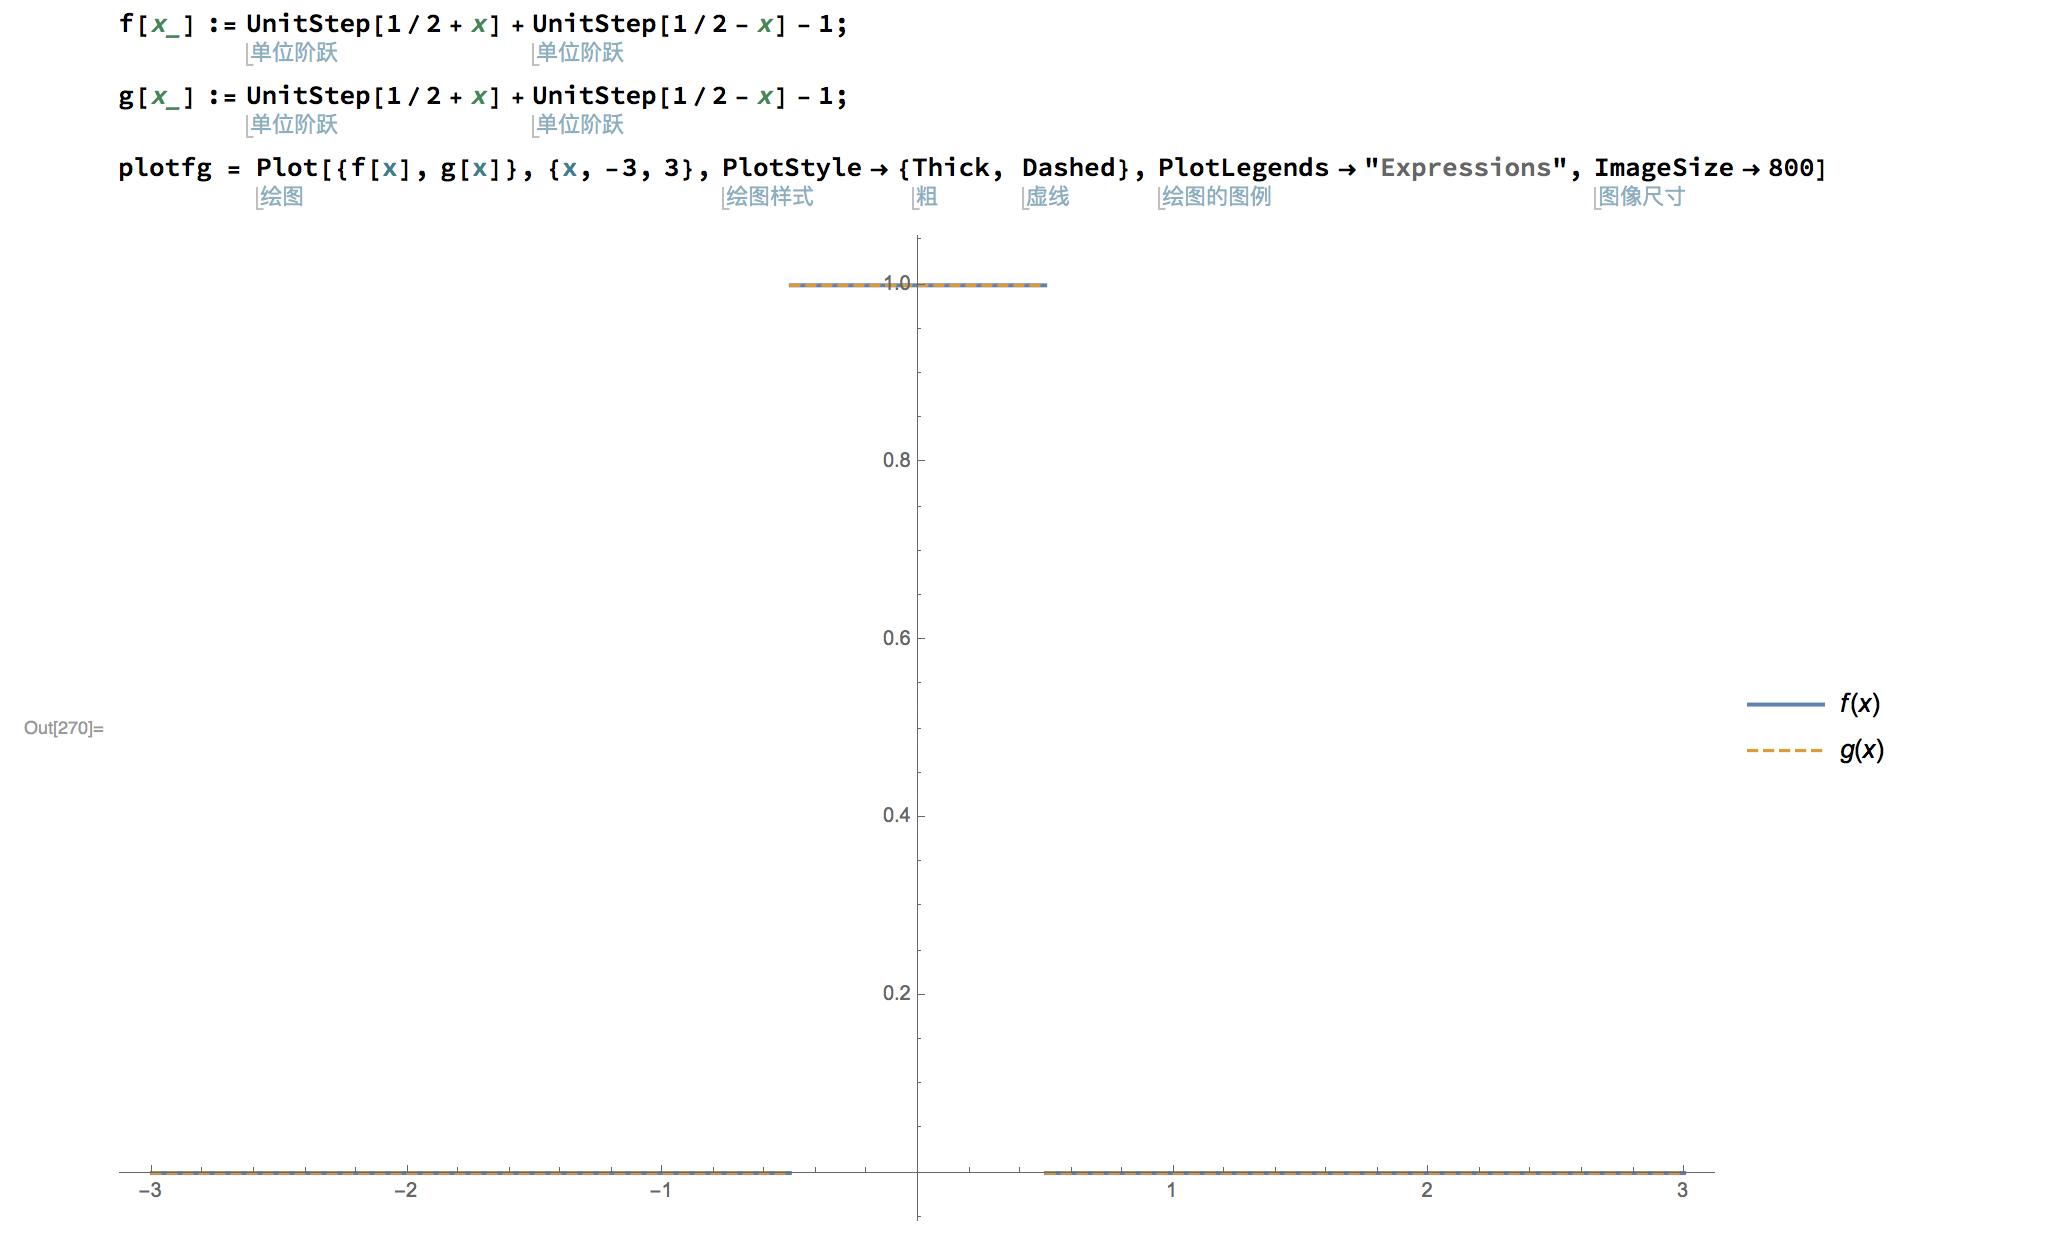 f[x_] := UnitStep[1/2 + x] + UnitStep[1/2 - x] - 1;
单位阶跃 单位阶跃
g[x_] := UnitStep[1/2 + x] + UnitStep[1/2 - x] - 1;
单位阶跃 单位阶跃
plotfg = Plot[{f[x], g[x]}, {x, -3, 3}, PlotStyle → {Thick, Dashed}, PlotLegends → "Expressions", ImageSize → 800]
绘图 绘图样式 粗 虚线 绘图的图例 图像尺寸
1.0
0.8
0.6
f(x)
Out[270]=
g(x)
0.4
0.2
-3 -2 -1 1 2 3